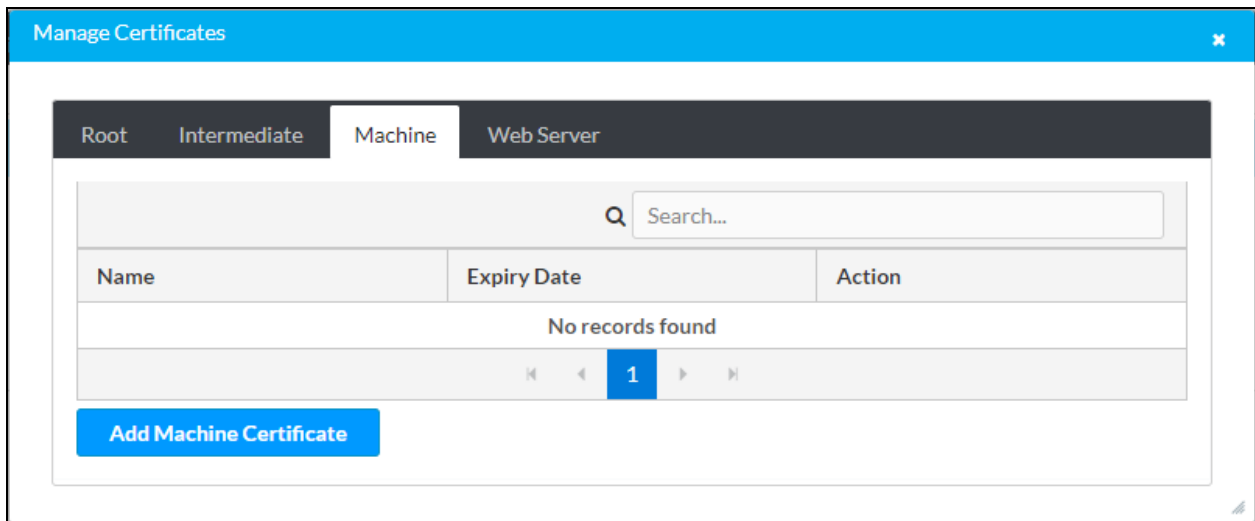 Manage Certificates
Root Intermediate Machine Web Server
Search...
Name Expiry Date Action
No records found
1
Add Machine Certificate